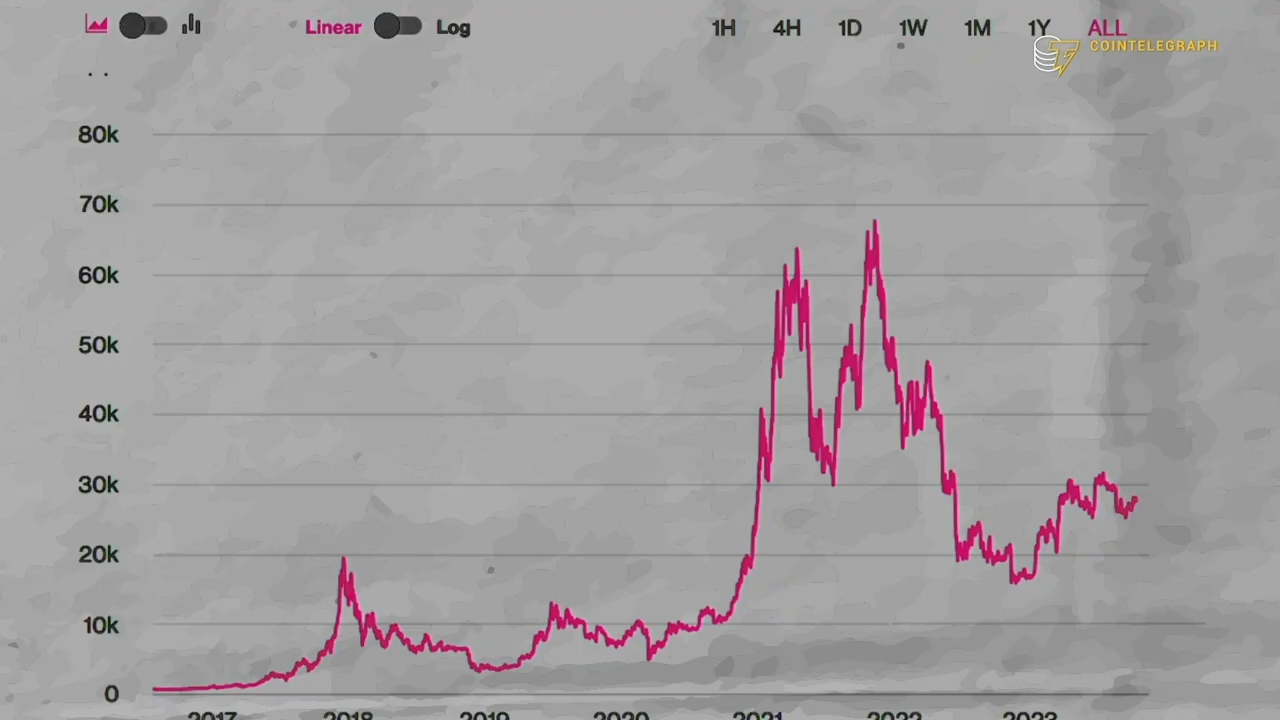 Linear Log 1H 4H 1D 1W 1M 1Y ALL
COINTELEGRAPH
80k
70k
60k
50k
40k
30k
20k
10k
0
2017 2018 2019 2020 2021 2022 2023